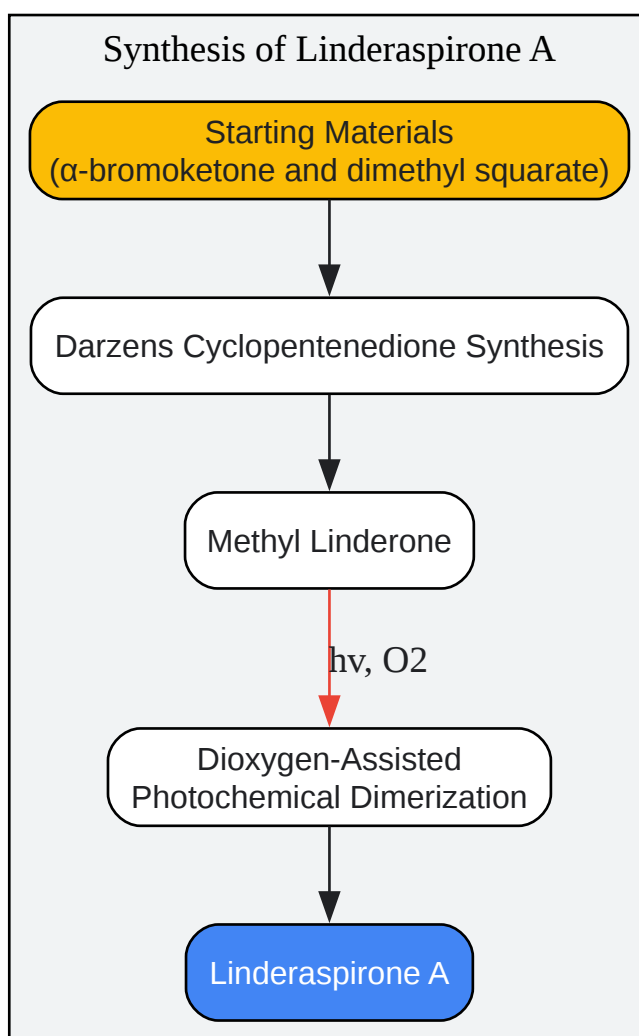 Synthesis of Linderaspirone A
Starting Materials
(α-bromoketone and dimethyl squarate)
Darzens Cyclopentenedione Synthesis
Methyl Linderone
hν, O2
Dioxygen-Assisted
Photochemical Dimerization
Linderaspirone A